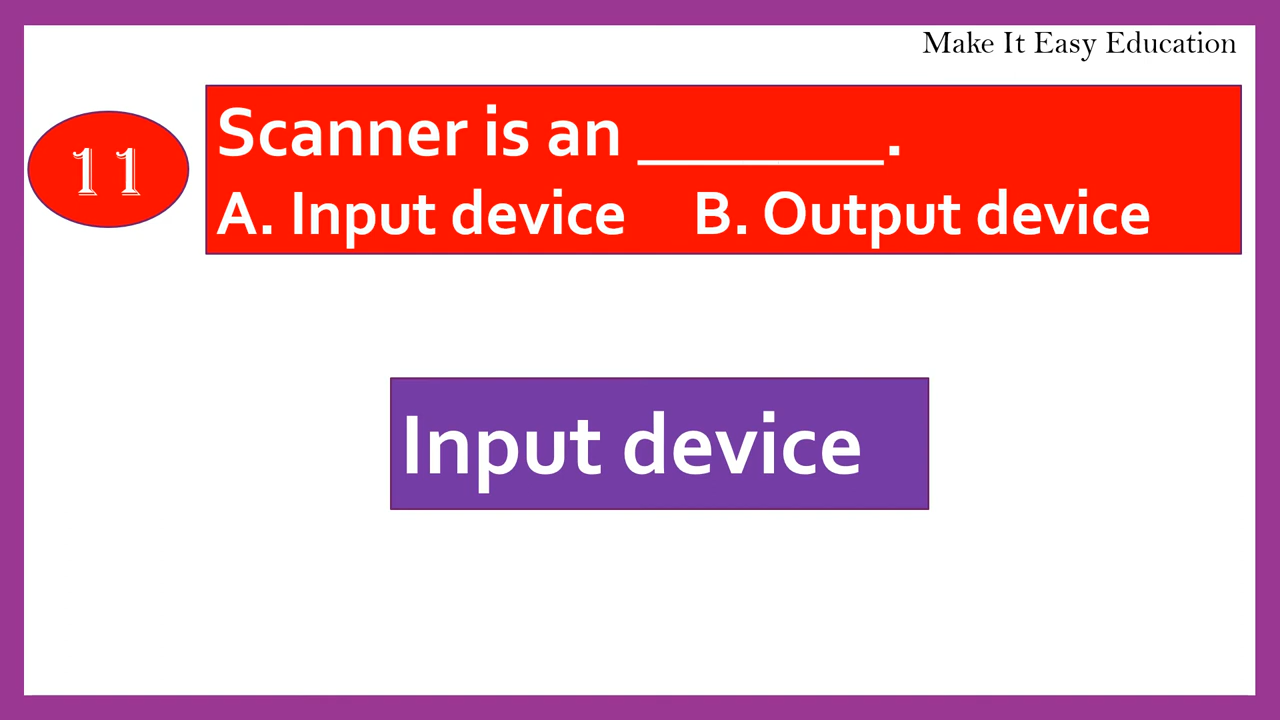 Make It Easy Education
11
Scanner is an ________.
A. Input device B. Output device
Input device